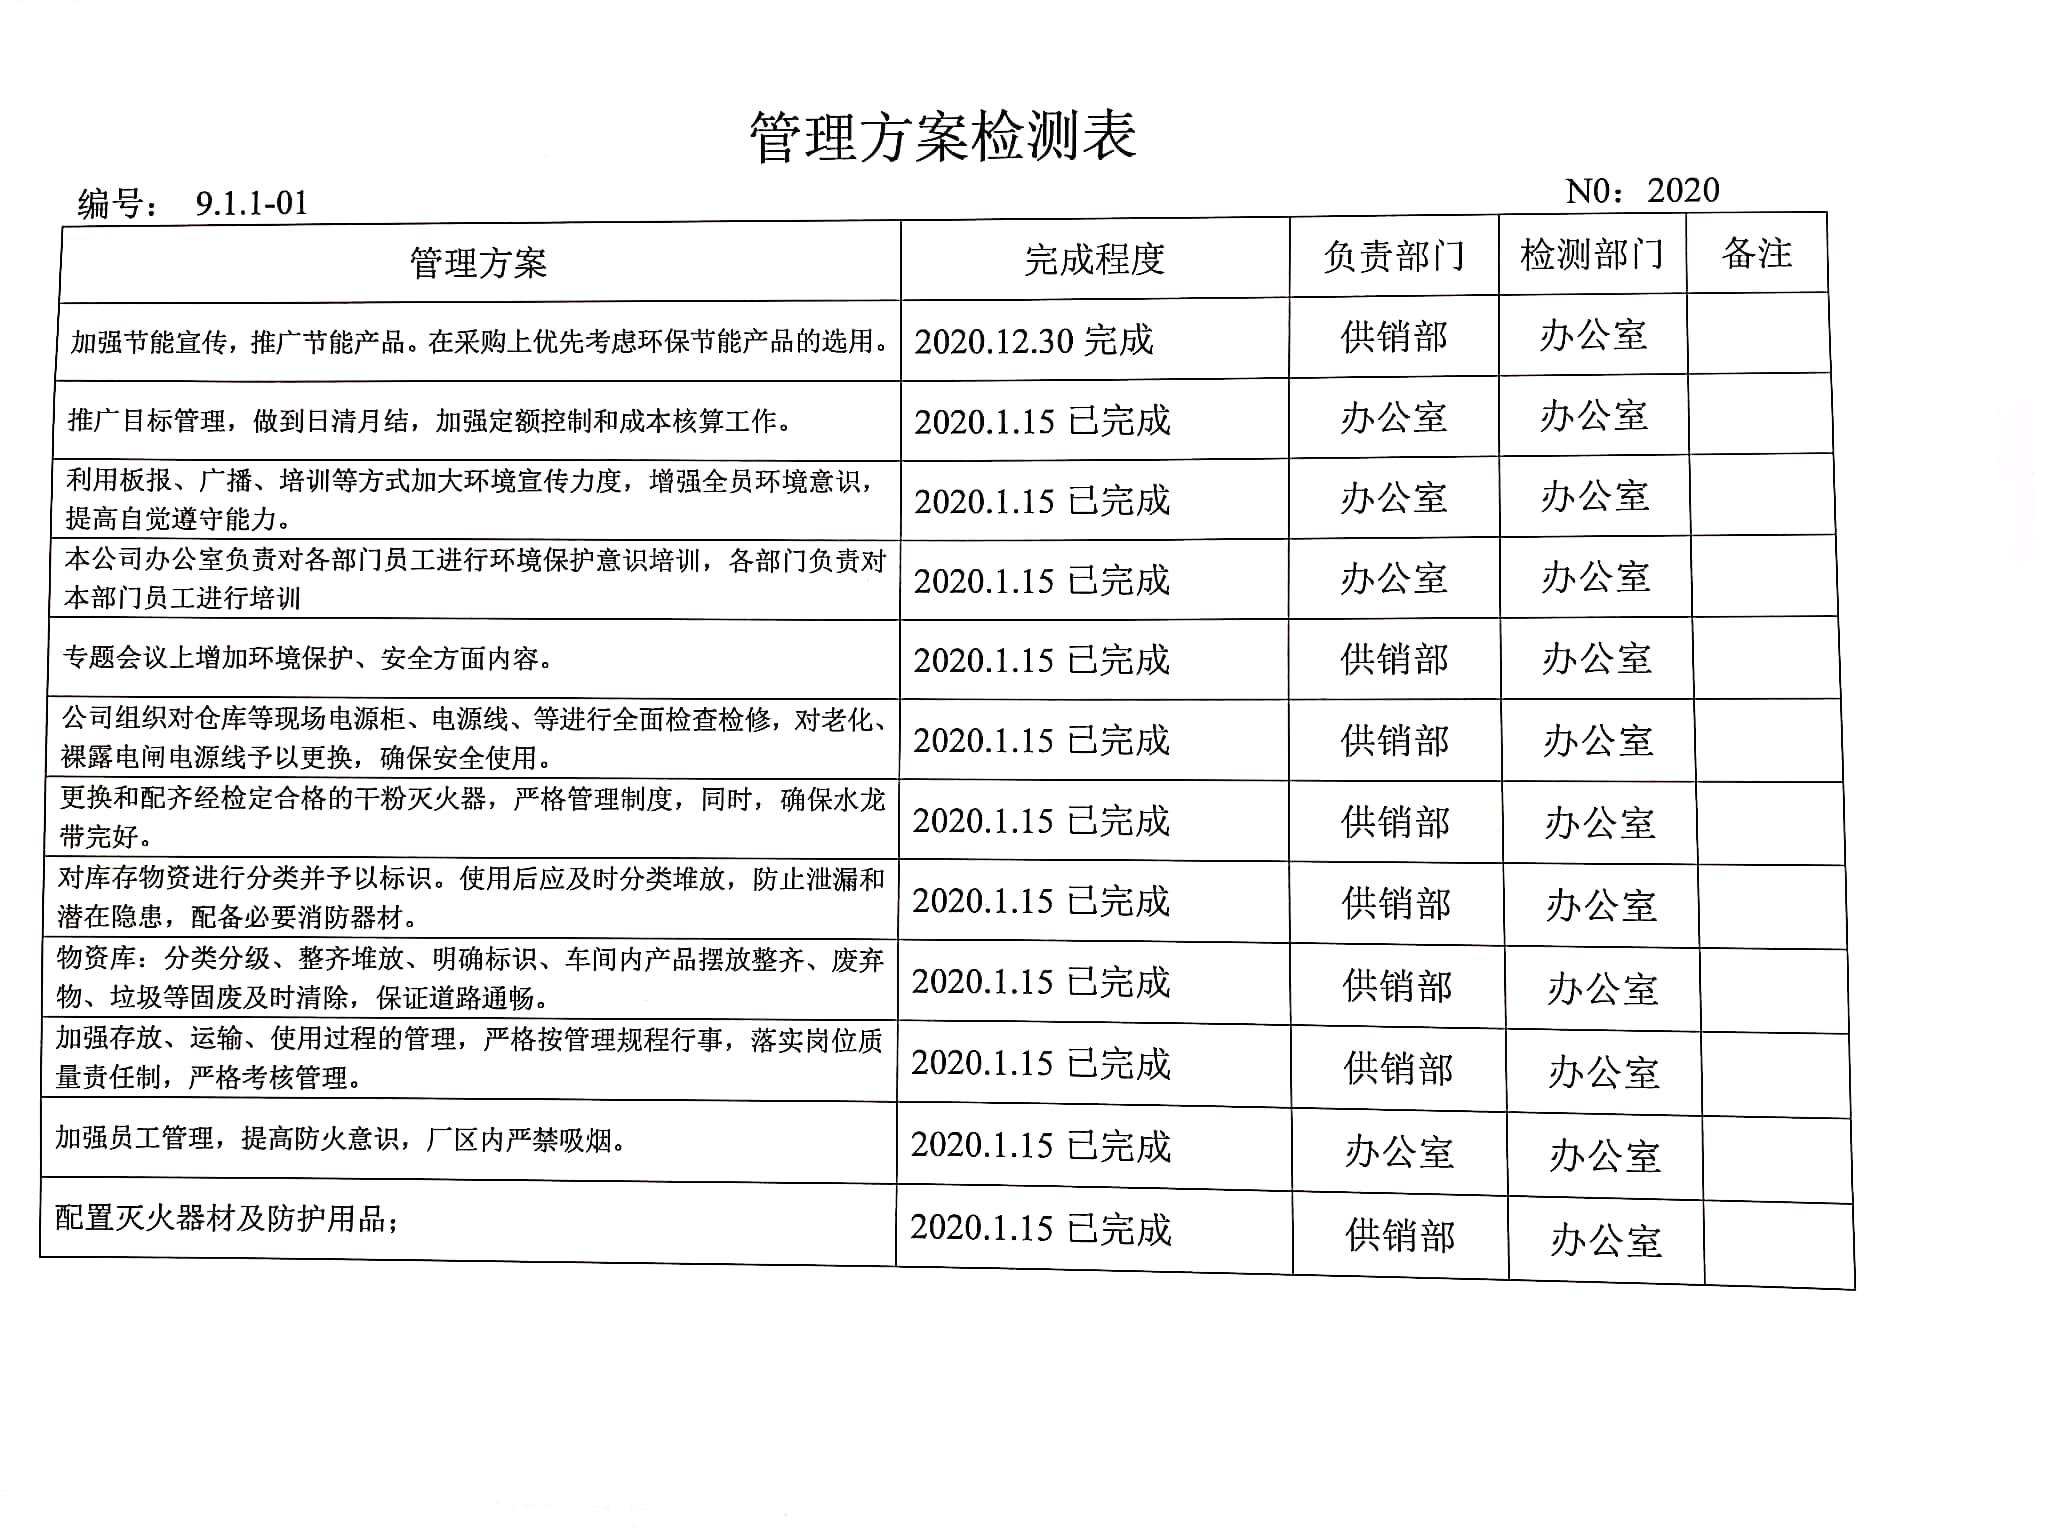 管理方案检测表
编号： 9.1.1-01
N0：2020
管理方案 完成程度 负责部门 检测部门 备注
加强节能宣传，推广节能产品。在采购上优先考虑环保节能产品的选用。 2020.12.30 完成 供销部 办公室
推广目标管理，做到日清月结，加强定额控制和成本核算工作。 2020.1.15 已完成 办公室 办公室
利用板报、广播、培训等方式加大环境宣传力度，增强全员环境意识，
提高自觉遵守能力。 2020.1.15 已完成 办公室 办公室
本公司办公室负责对各部门员工进行环境保护意识培训，各部门负责对
本部门员工进行培训 2020.1.15 已完成 办公室 办公室
专题会议上增加环境保护、安全方面内容。 2020.1.15 已完成 供销部 办公室
公司组织对仓库等现场电源柜、电源线、等进行全面检查检修，对老化、
裸露电闸电源线予以更换，确保安全使用。 2020.1.15 已完成 供销部 办公室
更换和配齐经检定合格的干粉灭火器，严格管理制度，同时，确保水龙
带完好。 2020.1.15 已完成 供销部 办公室
对库存物资进行分类并予以标识。使用后应及时分类堆放，防止泄漏和
潜在隐患，配备必要消防器材。 2020.1.15 已完成 供销部 办公室
物资库：分类分级、整齐堆放、明确标识、车间内产品摆放整齐、废弃
物、垃圾等固废及时清除，保证道路通畅。 2020.1.15 已完成 供销部 办公室
加强存放、运输、使用过程的管理，严格按管理规程行事，落实岗位质
量责任制，严格考核管理。 2020.1.15 已完成 供销部 办公室
加强员工管理，提高防火意识，厂区内严禁吸烟。 2020.1.15 已完成 办公室 办公室
配置灭火器材及防护用品； 2020.1.15 已完成 供销部 办公室